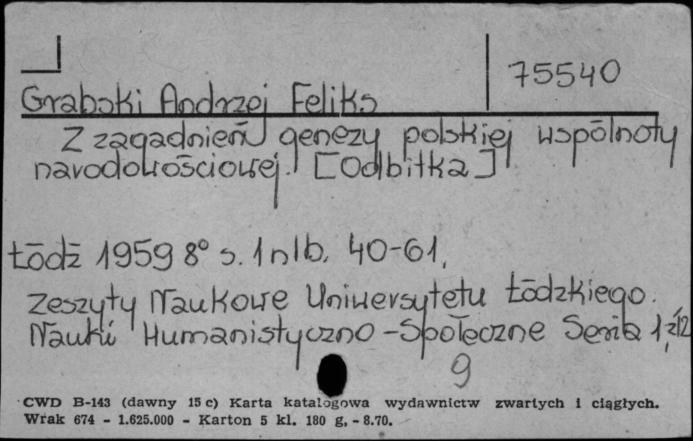 75540
Grabski Andrzej Feliks
Z zagadnień genezy polskiej wspólnoty
narodowościowej. [Odbitka]
Łódź 1959 8° s. 1 nlb. 40-61,
Zeszyty Naukowe Uniwersytetu Łódzkiego.
Nauki Humanistyczno-Społeczne Seria 1, z 12
9
CWD B-143 (dawny 15 c) Karta katalogowa wydawnictw zwartych i ciągłych.
Wrak 674 - 1.625.000 - Karton 5 kl. 180 g, - 8.70.